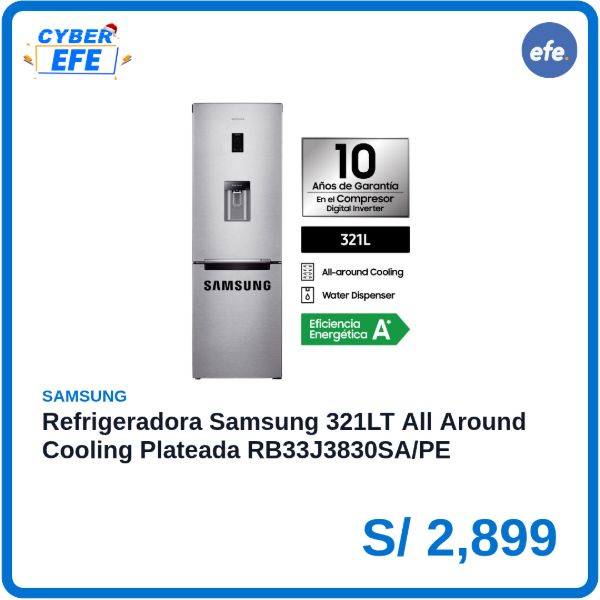 CYBER
EFE
efe.
10
Años de Garantía
En el Compresor
Digital Inverter
321L
All-around Cooling
Water Dispenser
SAMSUNG
Eficiencia
Energética A*
SAMSUNG
Refrigeradora Samsung 321LT All Around
Cooling Plateada RB33J3830SA/PE
S/ 2,899